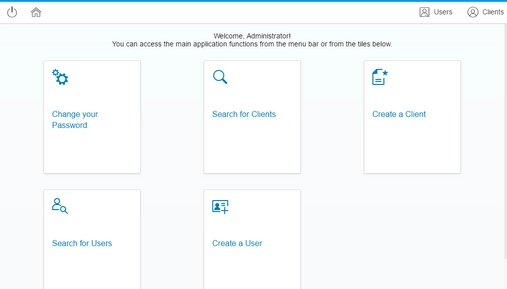 Users
Clients
Welcome, Administrator!
You can access the main application functions from the menu bar or from the tiles below.
Change your
Password
Search for Clients
Create a Client
Search for Users
Create a User